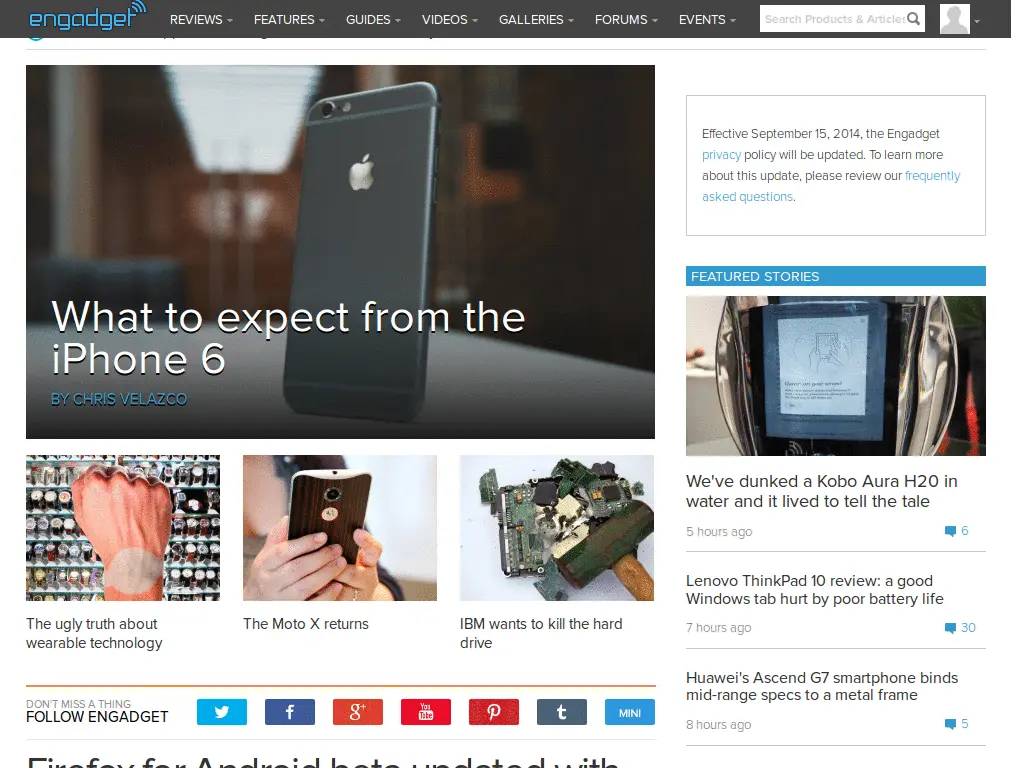 engadget
REVIEWS
FEATURES
GUIDES
VIDEOS
GALLERIES
FORUMS
EVENTS
Search Products & Articles
What to expect from the
iPhone 6
BY CHRIS VELAZCO
The ugly truth about
wearable technology
The Moto X returns
IBM wants to kill the hard
drive
DON'T MISS A THING
FOLLOW ENGADGET
f
g+
You
Tube
t
MINI
Firefox for Android beta updated with
Effective September 15, 2014, the Engadget
privacy policy will be updated. To learn more
about this update, please review our frequently
asked questions.
FEATURED STORIES
We've dunked a Kobo Aura H20 in
water and it lived to tell the tale
5 hours ago
6
Lenovo ThinkPad 10 review: a good
Windows tab hurt by poor battery life
7 hours ago
30
Huawei's Ascend G7 smartphone binds
mid-range specs to a metal frame
8 hours ago
5